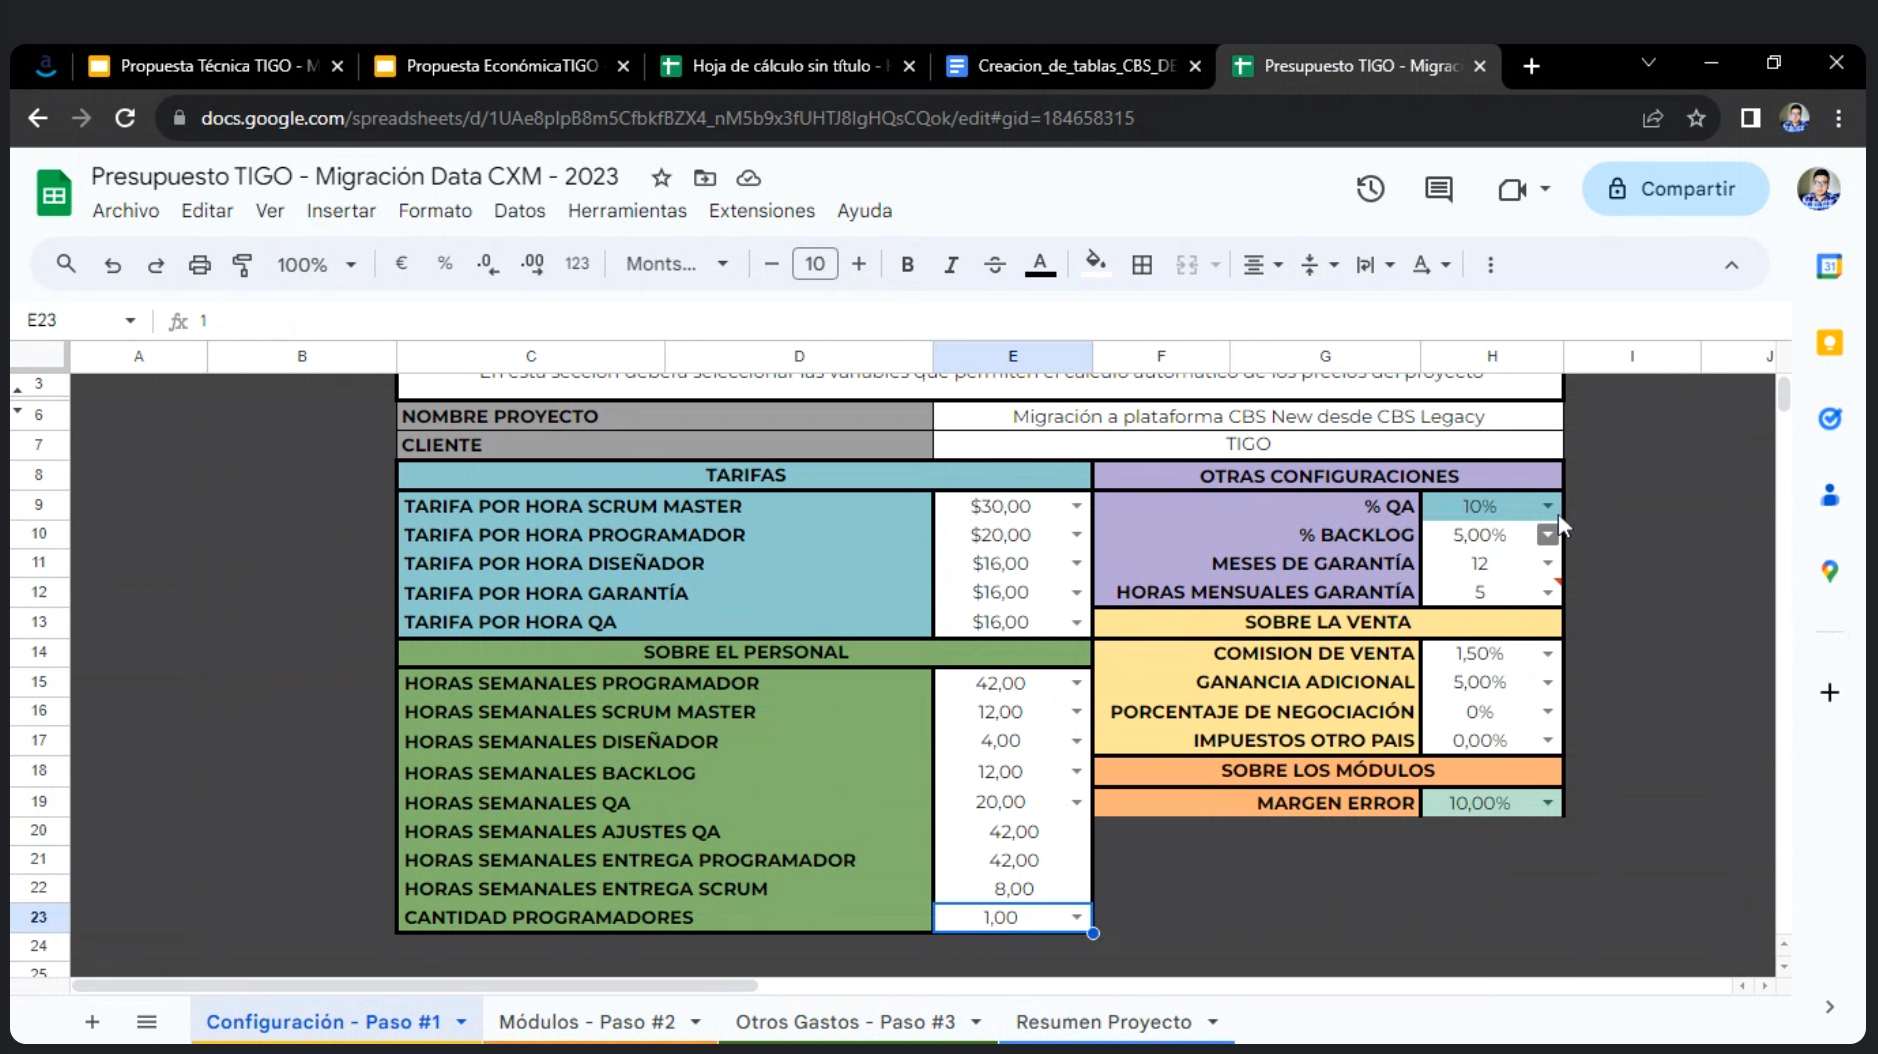 Propuesta Técnica TIGO - M
Propuesta EconómicaTIGO
Hoja de cálculo sin título -
Creacion_de_tablas_CBS_DE
Presupuesto TIGO - Migrac
docs.google.com/spreadsheets/d/1UAe8pIpB8m5CfbkfBZX4_nM5b9x3fUHTJ8IgHQsCQok/edit#gid=184658315
Presupuesto TIGO - Migración Data CXM - 2023
Archivo Editar Ver Insertar Formato Datos Herramientas Extensiones Ayuda
Compartir
31
100% € % .0 .00 123 Monts... 10 B I A
E23 fx 1
A B C D E F G H I J
3
6 NOMBRE PROYECTO Migración a plataforma CBS New desde CBS Legacy
7 CLIENTE TIGO
8 TARIFAS OTRAS CONFIGURACIONES
9 TARIFA POR HORA SCRUM MASTER $30,00 % QA 10%
10 TARIFA POR HORA PROGRAMADOR $20,00 % BACKLOG 5,00%
11 TARIFA POR HORA DISEÑADOR $16,00 MESES DE GARANTÍA 12
12 TARIFA POR HORA GARANTÍA $16,00 HORAS MENSUALES GARANTÍA 5
13 TARIFA POR HORA QA $16,00 SOBRE LA VENTA
14 SOBRE EL PERSONAL COMISION DE VENTA 1,50%
15 HORAS SEMANALES PROGRAMADOR 42,00 GANANCIA ADICIONAL 5,00%
16 HORAS SEMANALES SCRUM MASTER 12,00 PORCENTAJE DE NEGOCIACIÓN 0%
17 HORAS SEMANALES DISEÑADOR 4,00 IMPUESTOS OTRO PAIS 0,00%
18 HORAS SEMANALES BACKLOG 12,00 SOBRE LOS MÓDULOS
19 HORAS SEMANALES QA 20,00 MARGEN ERROR 10,00%
20 HORAS SEMANALES AJUSTES QA 42,00
21 HORAS SEMANALES ENTREGA PROGRAMADOR 42,00
22 HORAS SEMANALES ENTREGA SCRUM 8,00
23 CANTIDAD PROGRAMADORES 1,00
24
25
Configuración - Paso #1 Módulos - Paso #2 Otros Gastos - Paso #3 Resumen Proyecto